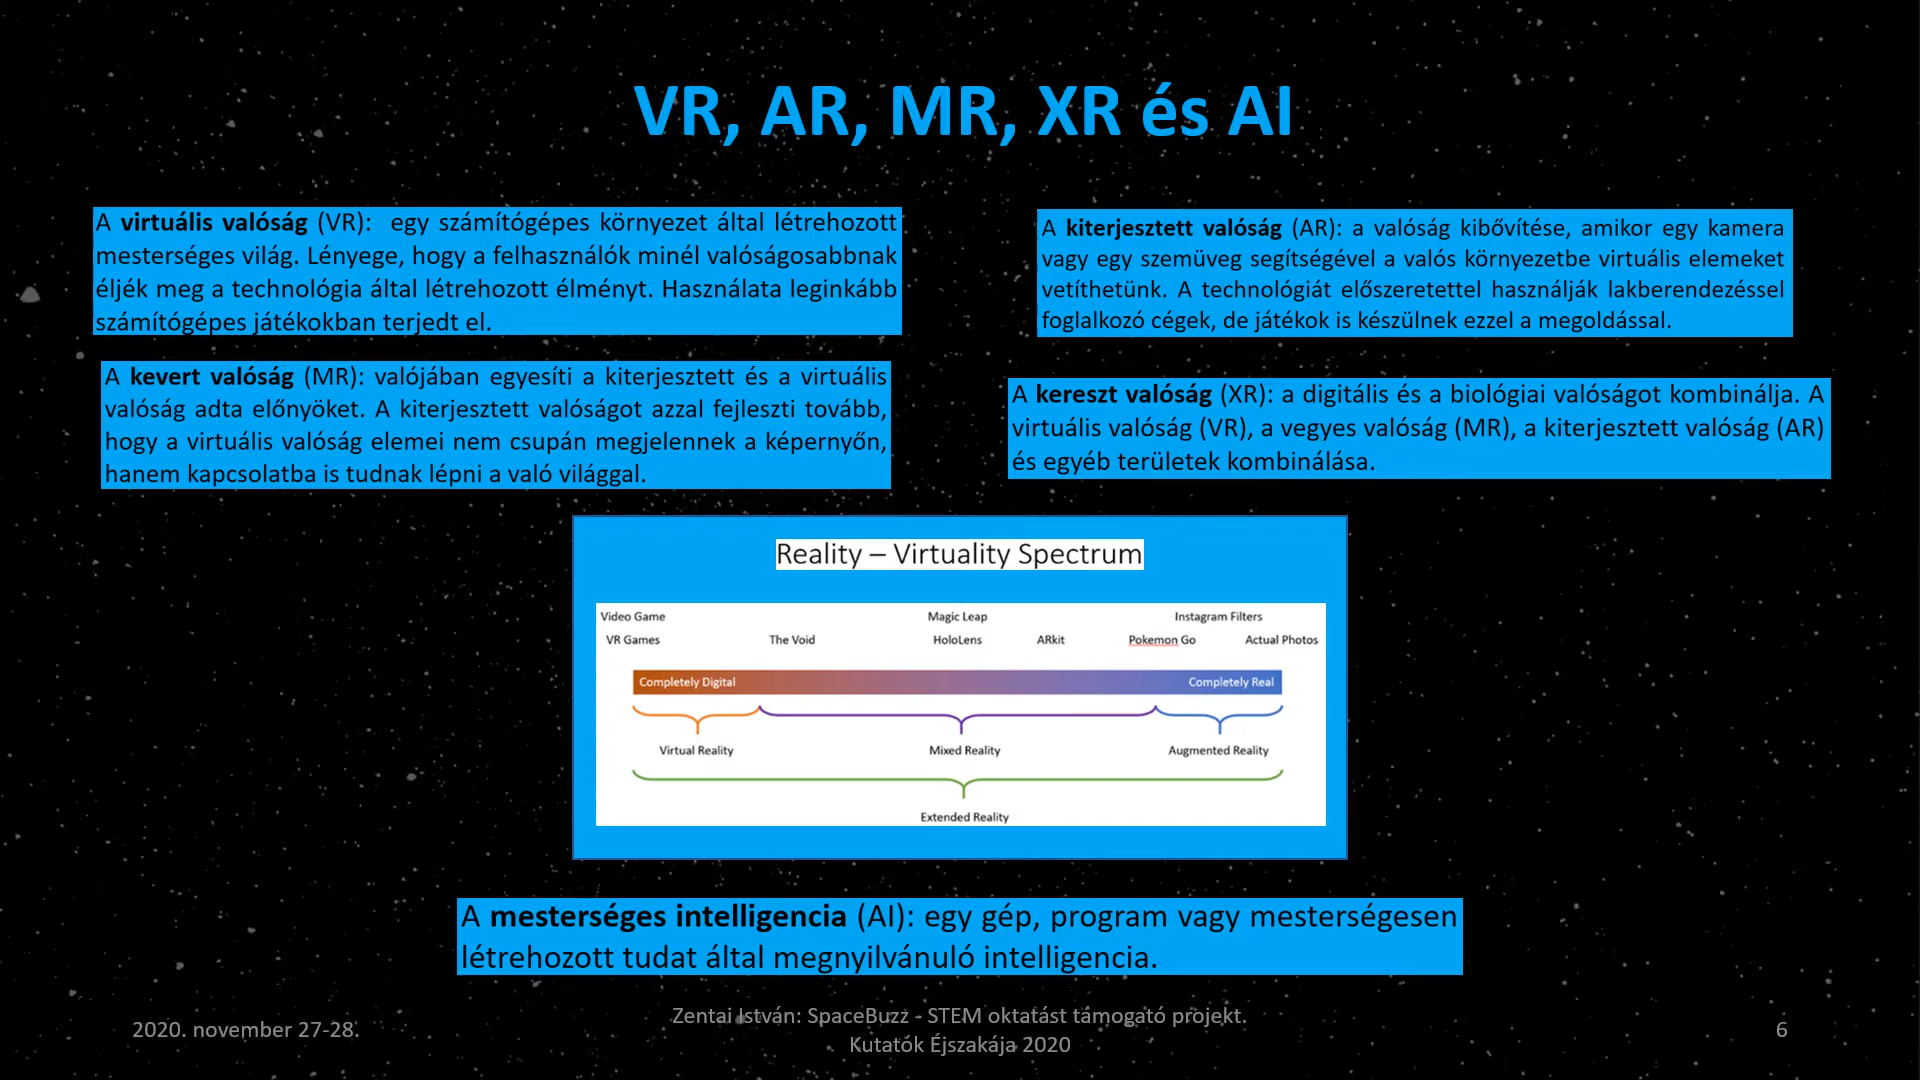 VR, AR, MR, XR és AI
A virtuális valóság (VR): egy számítógépes környezet által létrehozott
mesterséges világ. Lényege, hogy a felhasználók minél valóságosabbnak
éljék meg a technológia által létrehozott élményt. Használata leginkább
számítógépes játékokban terjedt el.
A kiterjesztett valóság (AR): a valóság kibővítése, amikor egy kamera
vagy egy szemüveg segítségével a valós környezetbe virtuális elemeket
vetíthetünk. A technológiát előszeretettel használják lakberendezéssel
foglalkozó cégek, de játékok is készülnek ezzel a megoldással.
A kevert valóság (MR): valójában egyesíti a kiterjesztett és a virtuális
valóság adta előnyöket. A kiterjesztett valóságot azzal fejleszti tovább,
hogy a virtuális valóság elemei nem csupán megjelennek a képernyőn,
hanem kapcsolatba is tudnak lépni a való világgal.
A kereszt valóság (XR): a digitális és a biológiai valóságot kombinálja. A
virtuális valóság (VR), a vegyes valóság (MR), a kiterjesztett valóság (AR)
és egyéb területek kombinálása.
Reality – Virtuality Spectrum
Video Game Magic Leap Instagram Filters
VR Games The Void HoloLens ARkit Pokemon Go Actual Photos
Completely Digital Completely Real
Virtual Reality Mixed Reality Augmented Reality
Extended Reality
A mesterséges intelligencia (AI): egy gép, program vagy mesterségesen
létrehozott tudat által megnyilvánuló intelligencia.
2020. november 27-28.
Zentai István: SpaceBuzz - STEM oktatást támogató projekt.
Kutatók Éjszakája 2020
6